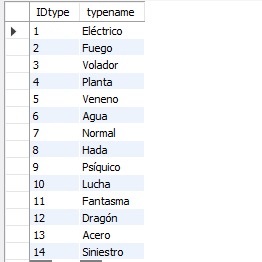 IDtype typename
1 Eléctrico
2 Fuego
3 Volador
4 Planta
5 Veneno
6 Agua
7 Normal
8 Hada
9 Psíquico
10 Lucha
11 Fantasma
12 Dragón
13 Acero
14 Siniestro